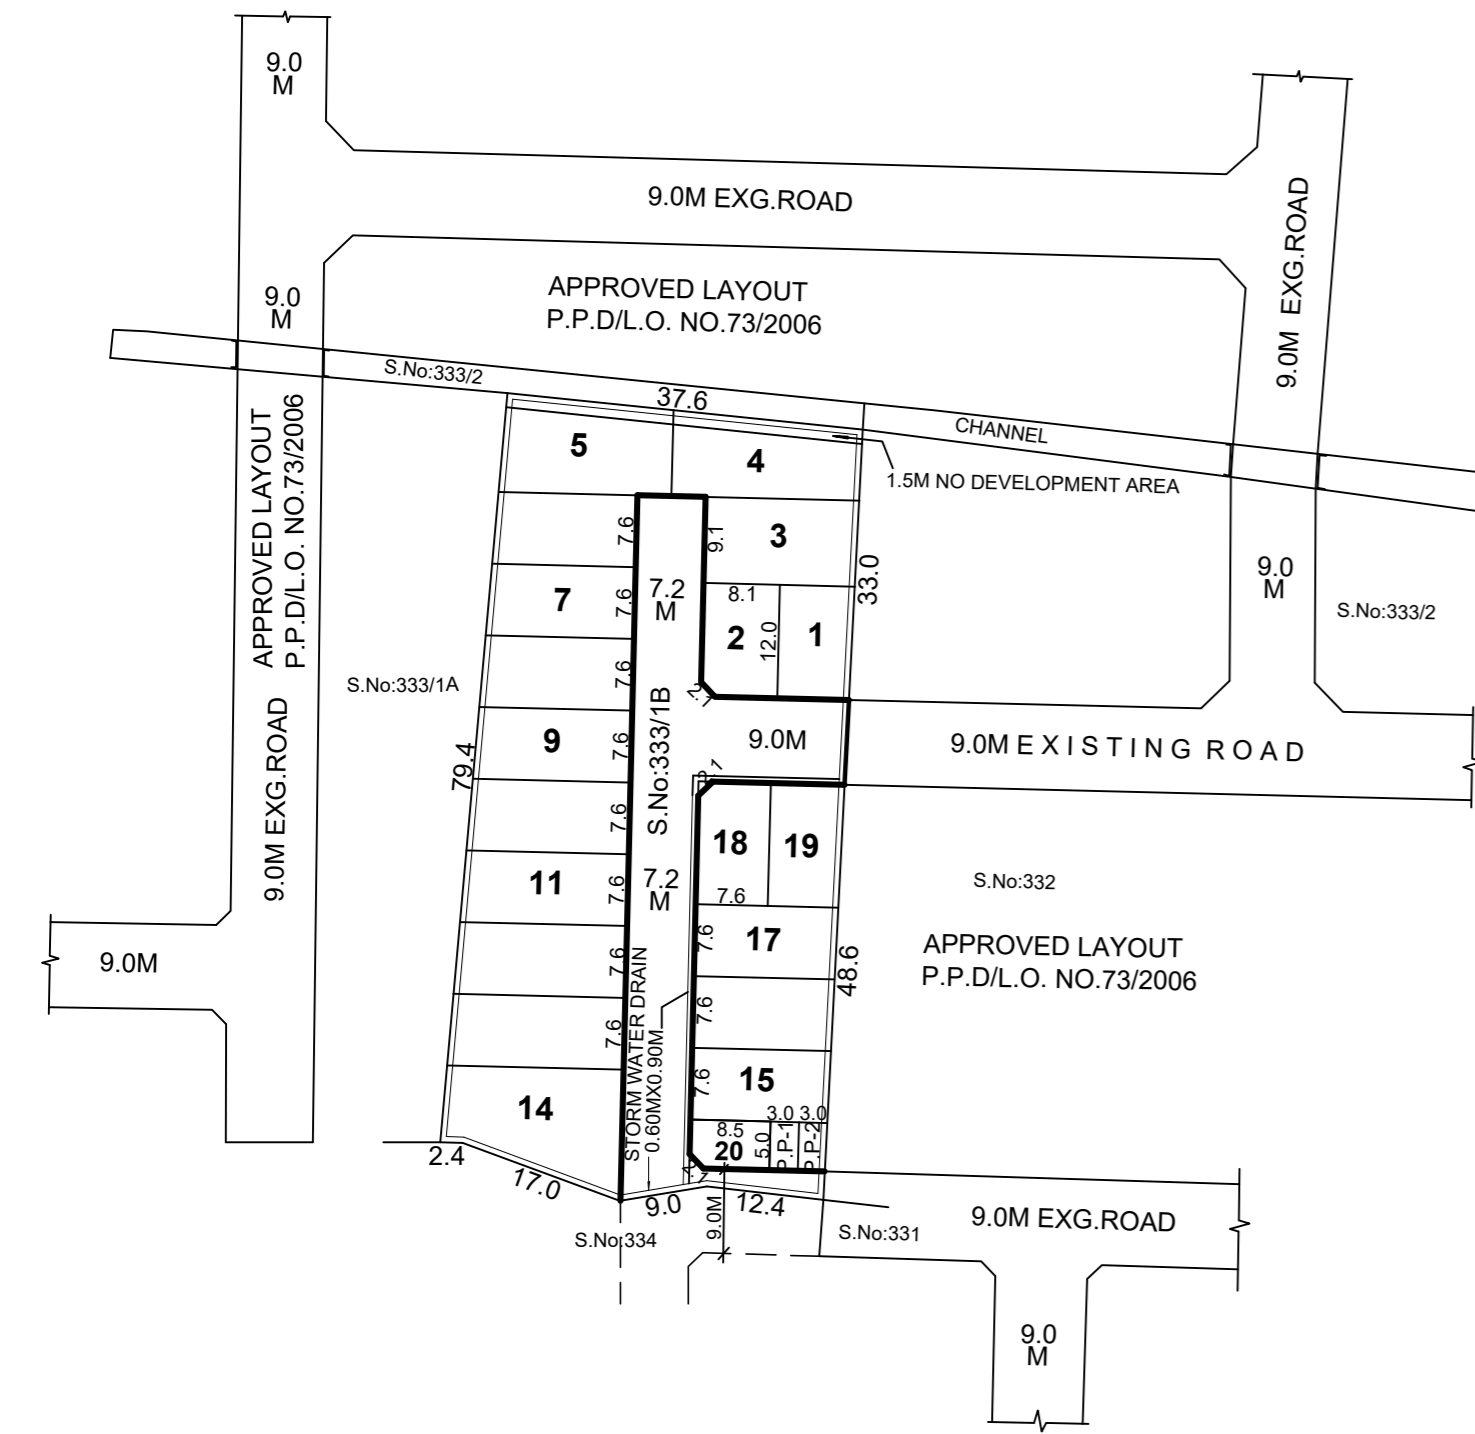 9.0
M
9.0M EXG.ROAD
9.0M EXG.ROAD
APPROVED LAYOUT
P.P.D/L.O. NO.73/2006
9.0
M
S.No:333/2
37.6
CHANNEL
1.5M NO DEVELOPMENT AREA
5
4
APPROVED LAYOUT
P.P.D/L.O. NO.73/2006
9.0M EXG.ROAD
7.6
9.1
3
33.0
9.0
M
S.No:333/2
7
7.6
7.2
M
8.1
2
12.0
1
S.No:333/1A
7.6
2.1
S.No:333/1B
9
7.6
9.0M
9.0M EXISTING ROAD
79.4
7.6
18
19
11
7.6
7.2
M
7.6
S.No:332
7.6
17
APPROVED LAYOUT
P.P.D/L.O. NO.73/2006
9.0M
7.6
48.6
7.6
7.6
STORM WATER DRAIN
0.60MX0.90M
7.6
15
14
3.0
3.0
8.5
20
5.0
P.P-1
P.P-2
2.4
17.0
9.0
12.4
9.0M
S.No:334
S.No:331
9.0M EXG.ROAD
9.0
M